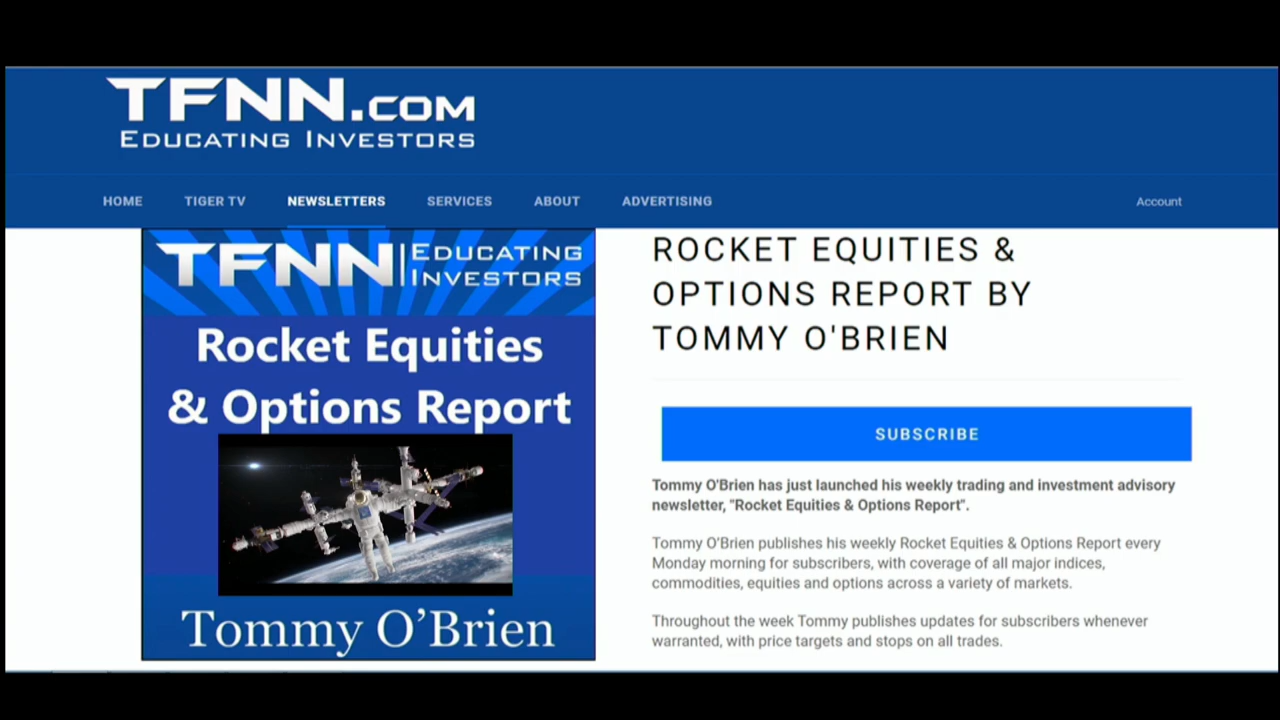 TFNN.COM
EDUCATING INVESTORS
HOME TIGER TV NEWSLETTERS SERVICES ABOUT ADVERTISING Account
TFNN | EDUCATING
INVESTORS
Rocket Equities
& Options Report
Tommy O’Brien
ROCKET EQUITIES &
OPTIONS REPORT BY
TOMMY O'BRIEN
SUBSCRIBE
Tommy O'Brien has just launched his weekly trading and investment advisory
newsletter, "Rocket Equities & Options Report".
Tommy O’Brien publishes his weekly Rocket Equities & Options Report every
Monday morning for subscribers, with coverage of all major indices,
commodities, equities and options across a variety of markets.
Throughout the week Tommy publishes updates for subscribers whenever
warranted, with price targets and stops on all trades.